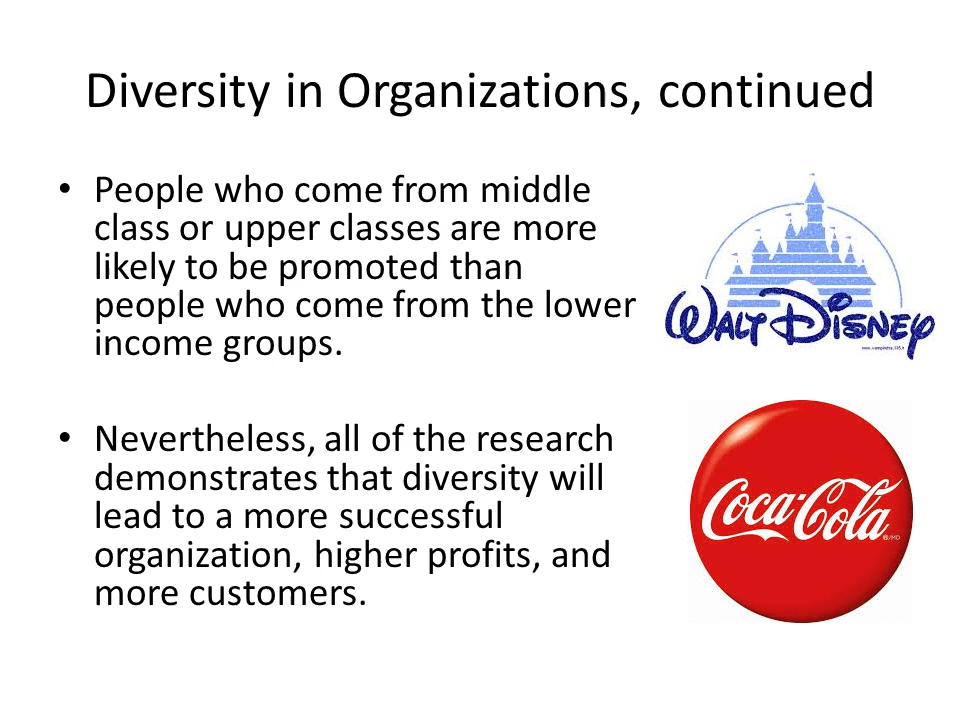 Diversity in Organizations, continued
• People who come from middle
class or upper classes are more
likely to be promoted than
people who come from the lower
income groups.
• Nevertheless, all of the research
demonstrates that diversity will
lead to a more successful
organization, higher profits, and
more customers.
WALT DISNEY
Coca-Cola
®/MD